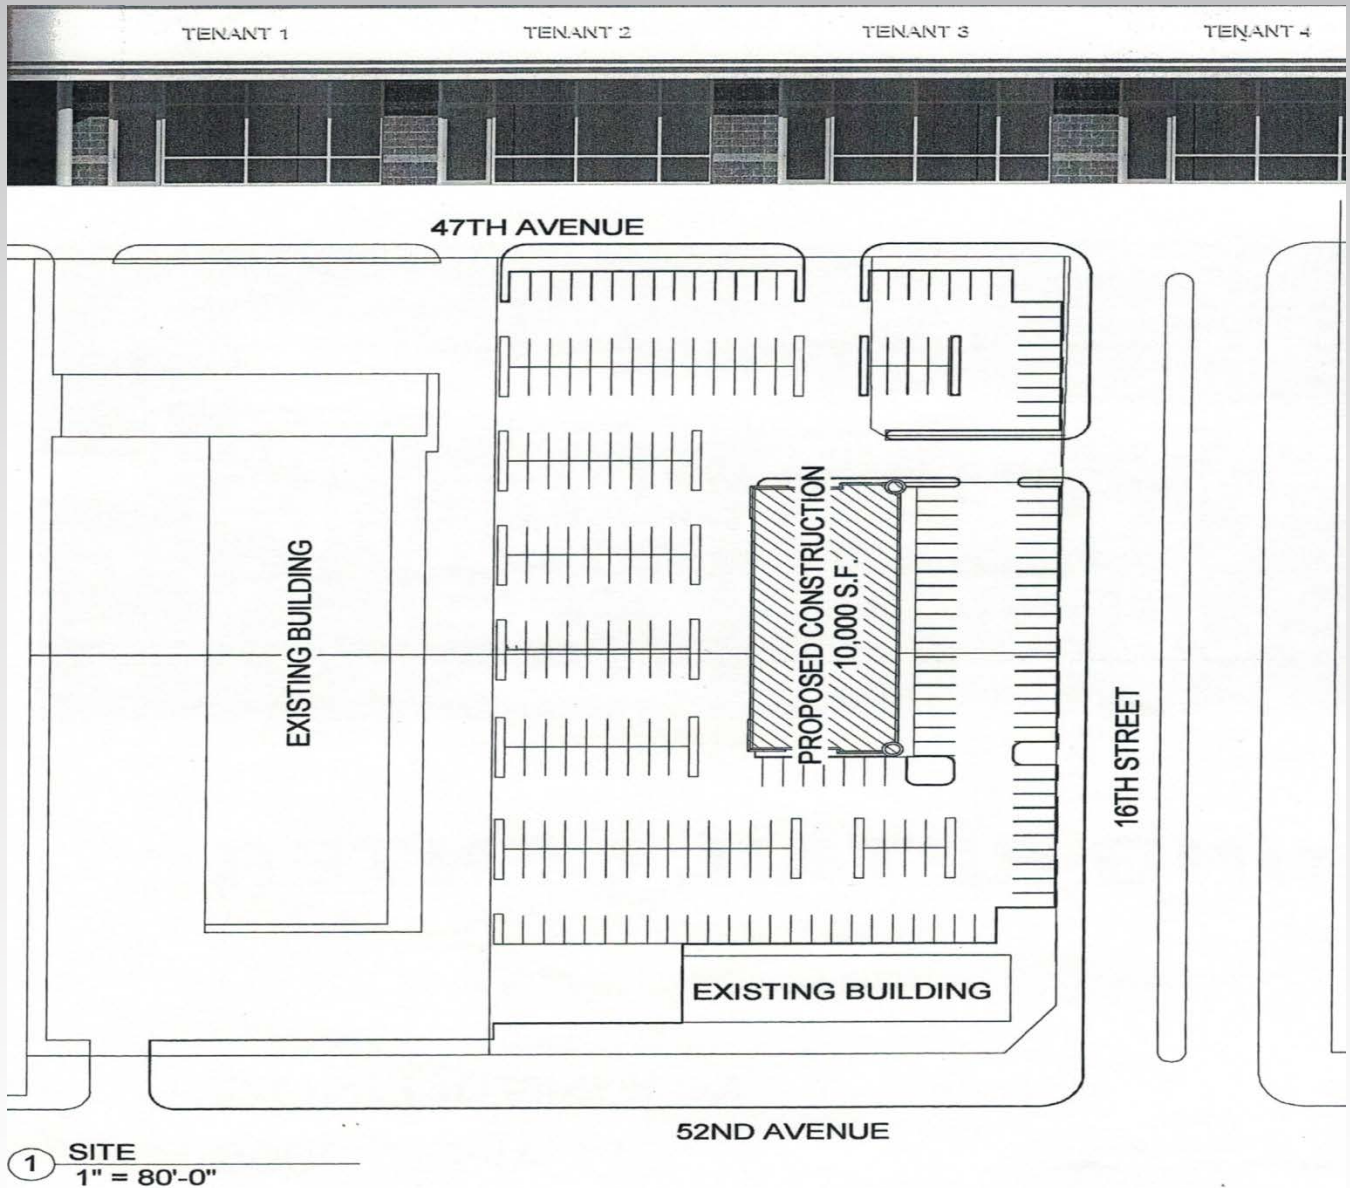 TENANT 1
TENANT 2
TENANT 3
TENANT 4
47TH AVENUE
EXISTING BUILDING
PROPOSED CONSTRUCTION
10,000 S.F.
16TH STREET
EXISTING BUILDING
52ND AVENUE
1
SITE
1" = 80'-0"